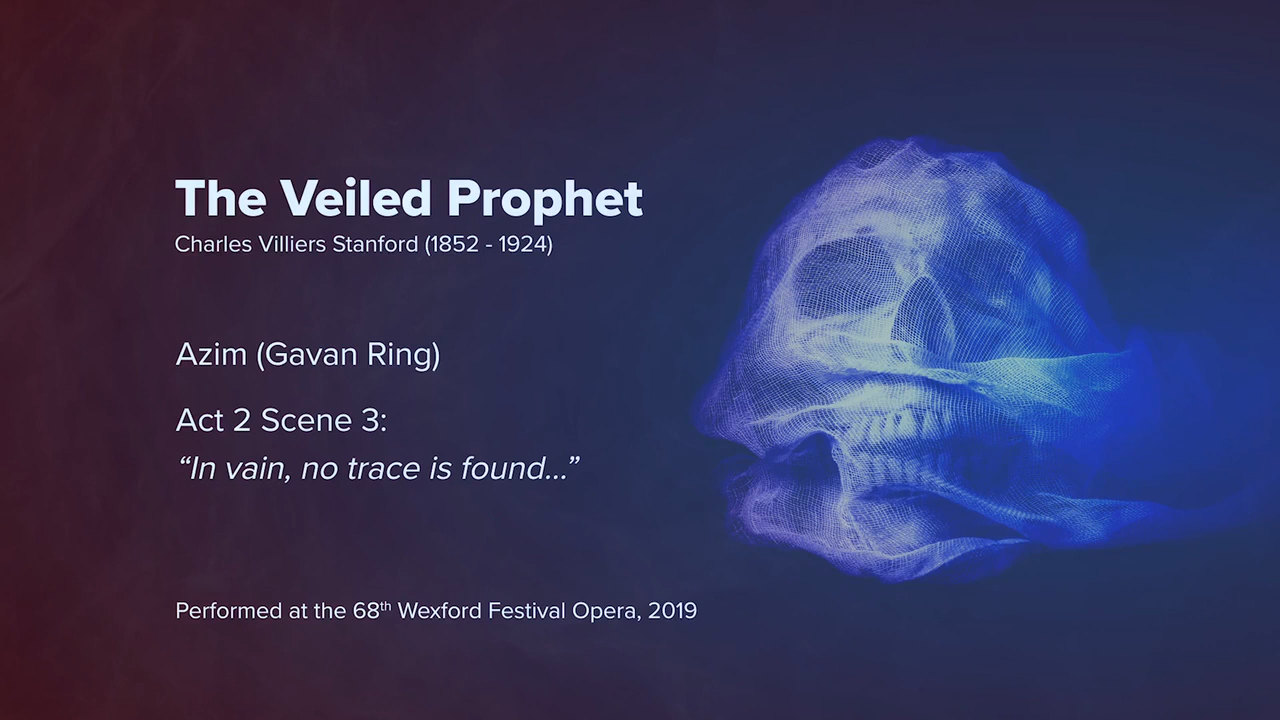 The Veiled Prophet
Charles Villiers Stanford (1852 - 1924)
Azim (Gavan Ring)
Act 2 Scene 3:
“In vain, no trace is found...”
Performed at the 68th Wexford Festival Opera, 2019